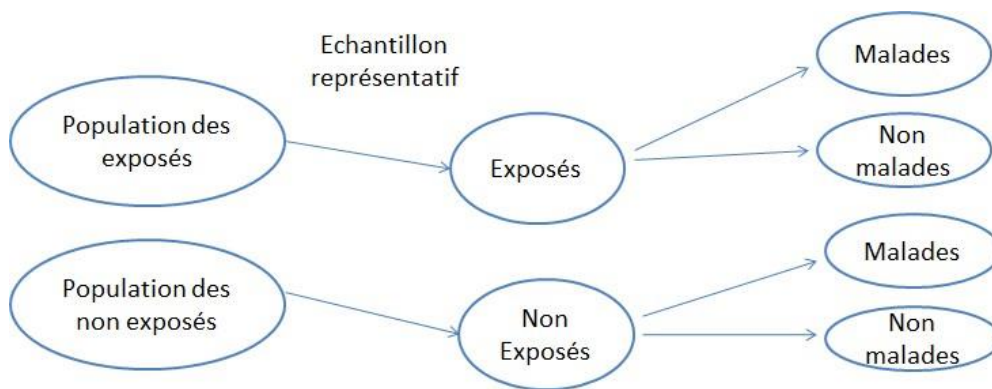 Echantillon
représentatif
Population des
exposés
Exposés
Malades
Non
malades
Population des
non exposés
Non
Exposés
Malades
Non
malades